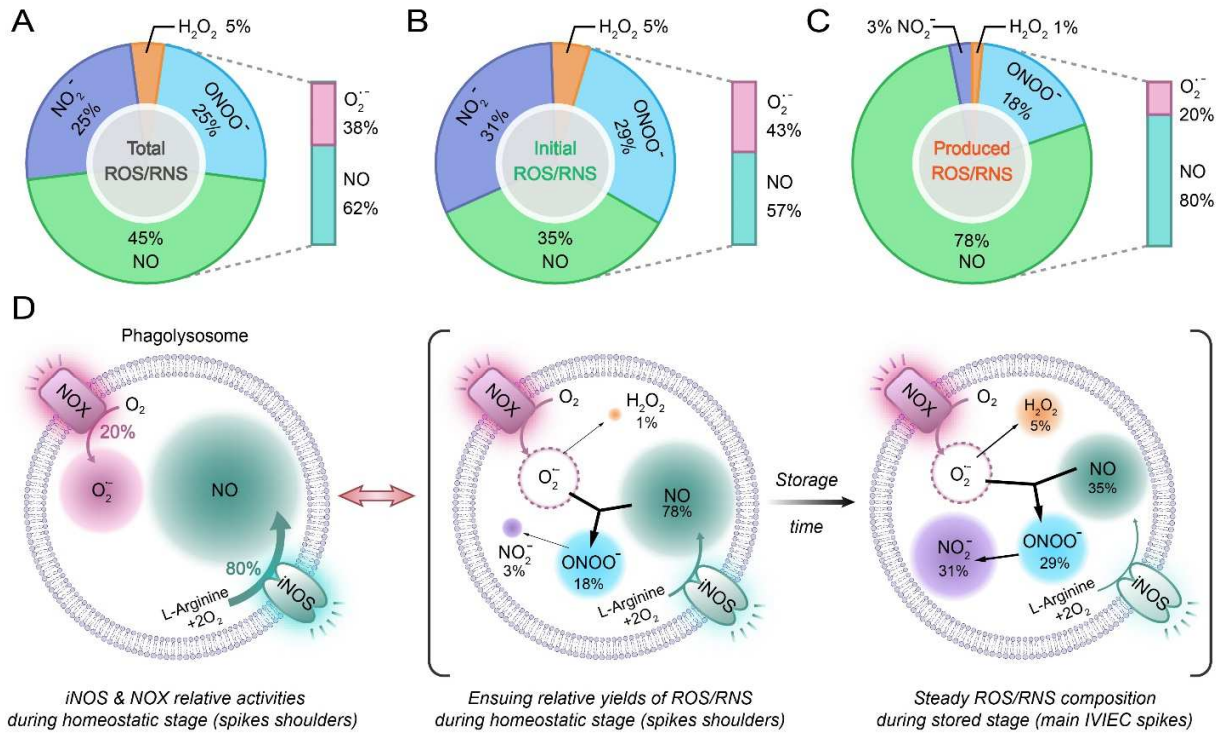 A
H₂O₂ 5%
NO₂⁻
25%
ONOO⁻
25%
Total
ROS/RNS
45%
NO
O₂·⁻
38%
NO
62%
B
H₂O₂ 5%
NO₂⁻
31%
ONOO⁻
29%
Initial
ROS/RNS
35%
NO
O₂·⁻
43%
NO
57%
C
3% NO₂⁻
H₂O₂ 1%
ONOO⁻
18%
Produced
ROS/RNS
78%
NO
O₂·⁻
20%
NO
80%
D
Phagolysosome
NOX
O₂
20%
O₂·⁻
NO
80%
L-Arginine
+2O₂
iNOS
iNOS & NOX relative activities
during homeostatic stage (spikes shoulders)
NOX
O₂
H₂O₂
1%
O₂·⁻
NO
78%
NO₂⁻
3%
ONOO⁻
18%
L-Arginine
+2O₂
iNOS
Ensuing relative yields of ROS/RNS
during homeostatic stage (spikes shoulders)
Storage
time
NOX
O₂
H₂O₂
5%
O₂·⁻
NO
35%
NO₂⁻
31%
ONOO⁻
29%
L-Arginine
+2O₂
iNOS
Steady ROS/RNS composition
during stored stage (main IVIEC spikes)